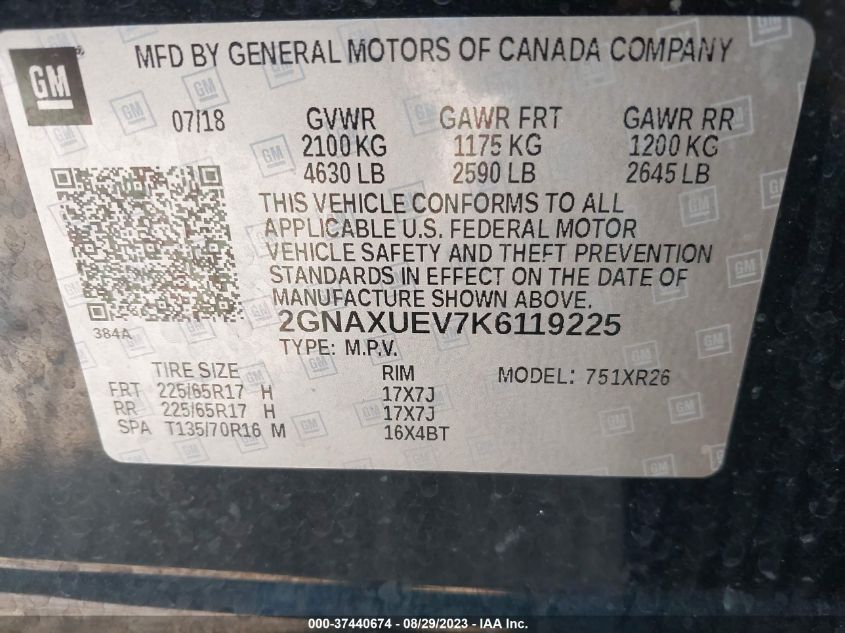 GM ®
MFD BY GENERAL MOTORS OF CANADA COMPANY
07/18 GVWR GAWR FRT GAWR RR
2100 KG 1175 KG 1200 KG
4630 LB 2590 LB 2645 LB
THIS VEHICLE CONFORMS TO ALL
APPLICABLE U.S. FEDERAL MOTOR
VEHICLE SAFETY AND THEFT PREVENTION
STANDARDS IN EFFECT ON THE DATE OF
MANUFACTURE SHOWN ABOVE.
384A
2GNAXUEV7K6119225
TYPE: M.P.V.
TIRE SIZE RIM MODEL: 751XR26
FRT 225/65R17 H 17X7J
RR 225/65R17 H 17X7J
SPA T135/70R16 M 16X4BT
000-37440674 - 08/29/2023 - IAA Inc.